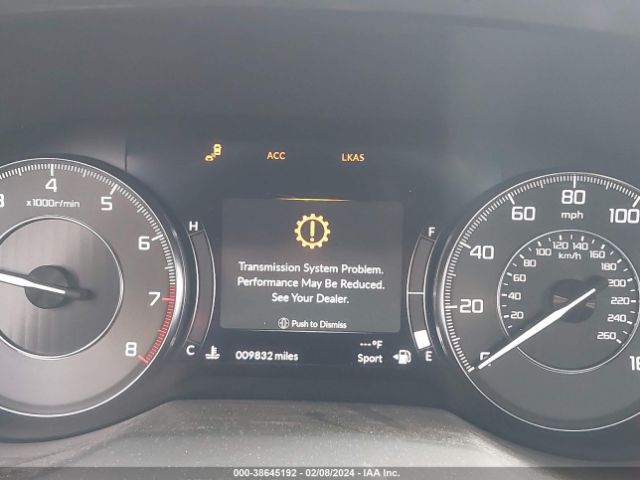 ACC LKAS
3 4 5 6 7 8
x1000r/min
H
C
Transmission System Problem.
Performance May Be Reduced.
See Your Dealer.
Push to Dismiss
009832 miles
---°F
Sport
F
E
20 40 60 80 100
mph
20 40 60 80 100 120 140 160 180 200 220 240 260
km/h
000-38645192 - 02/08/2024 - IAA Inc.